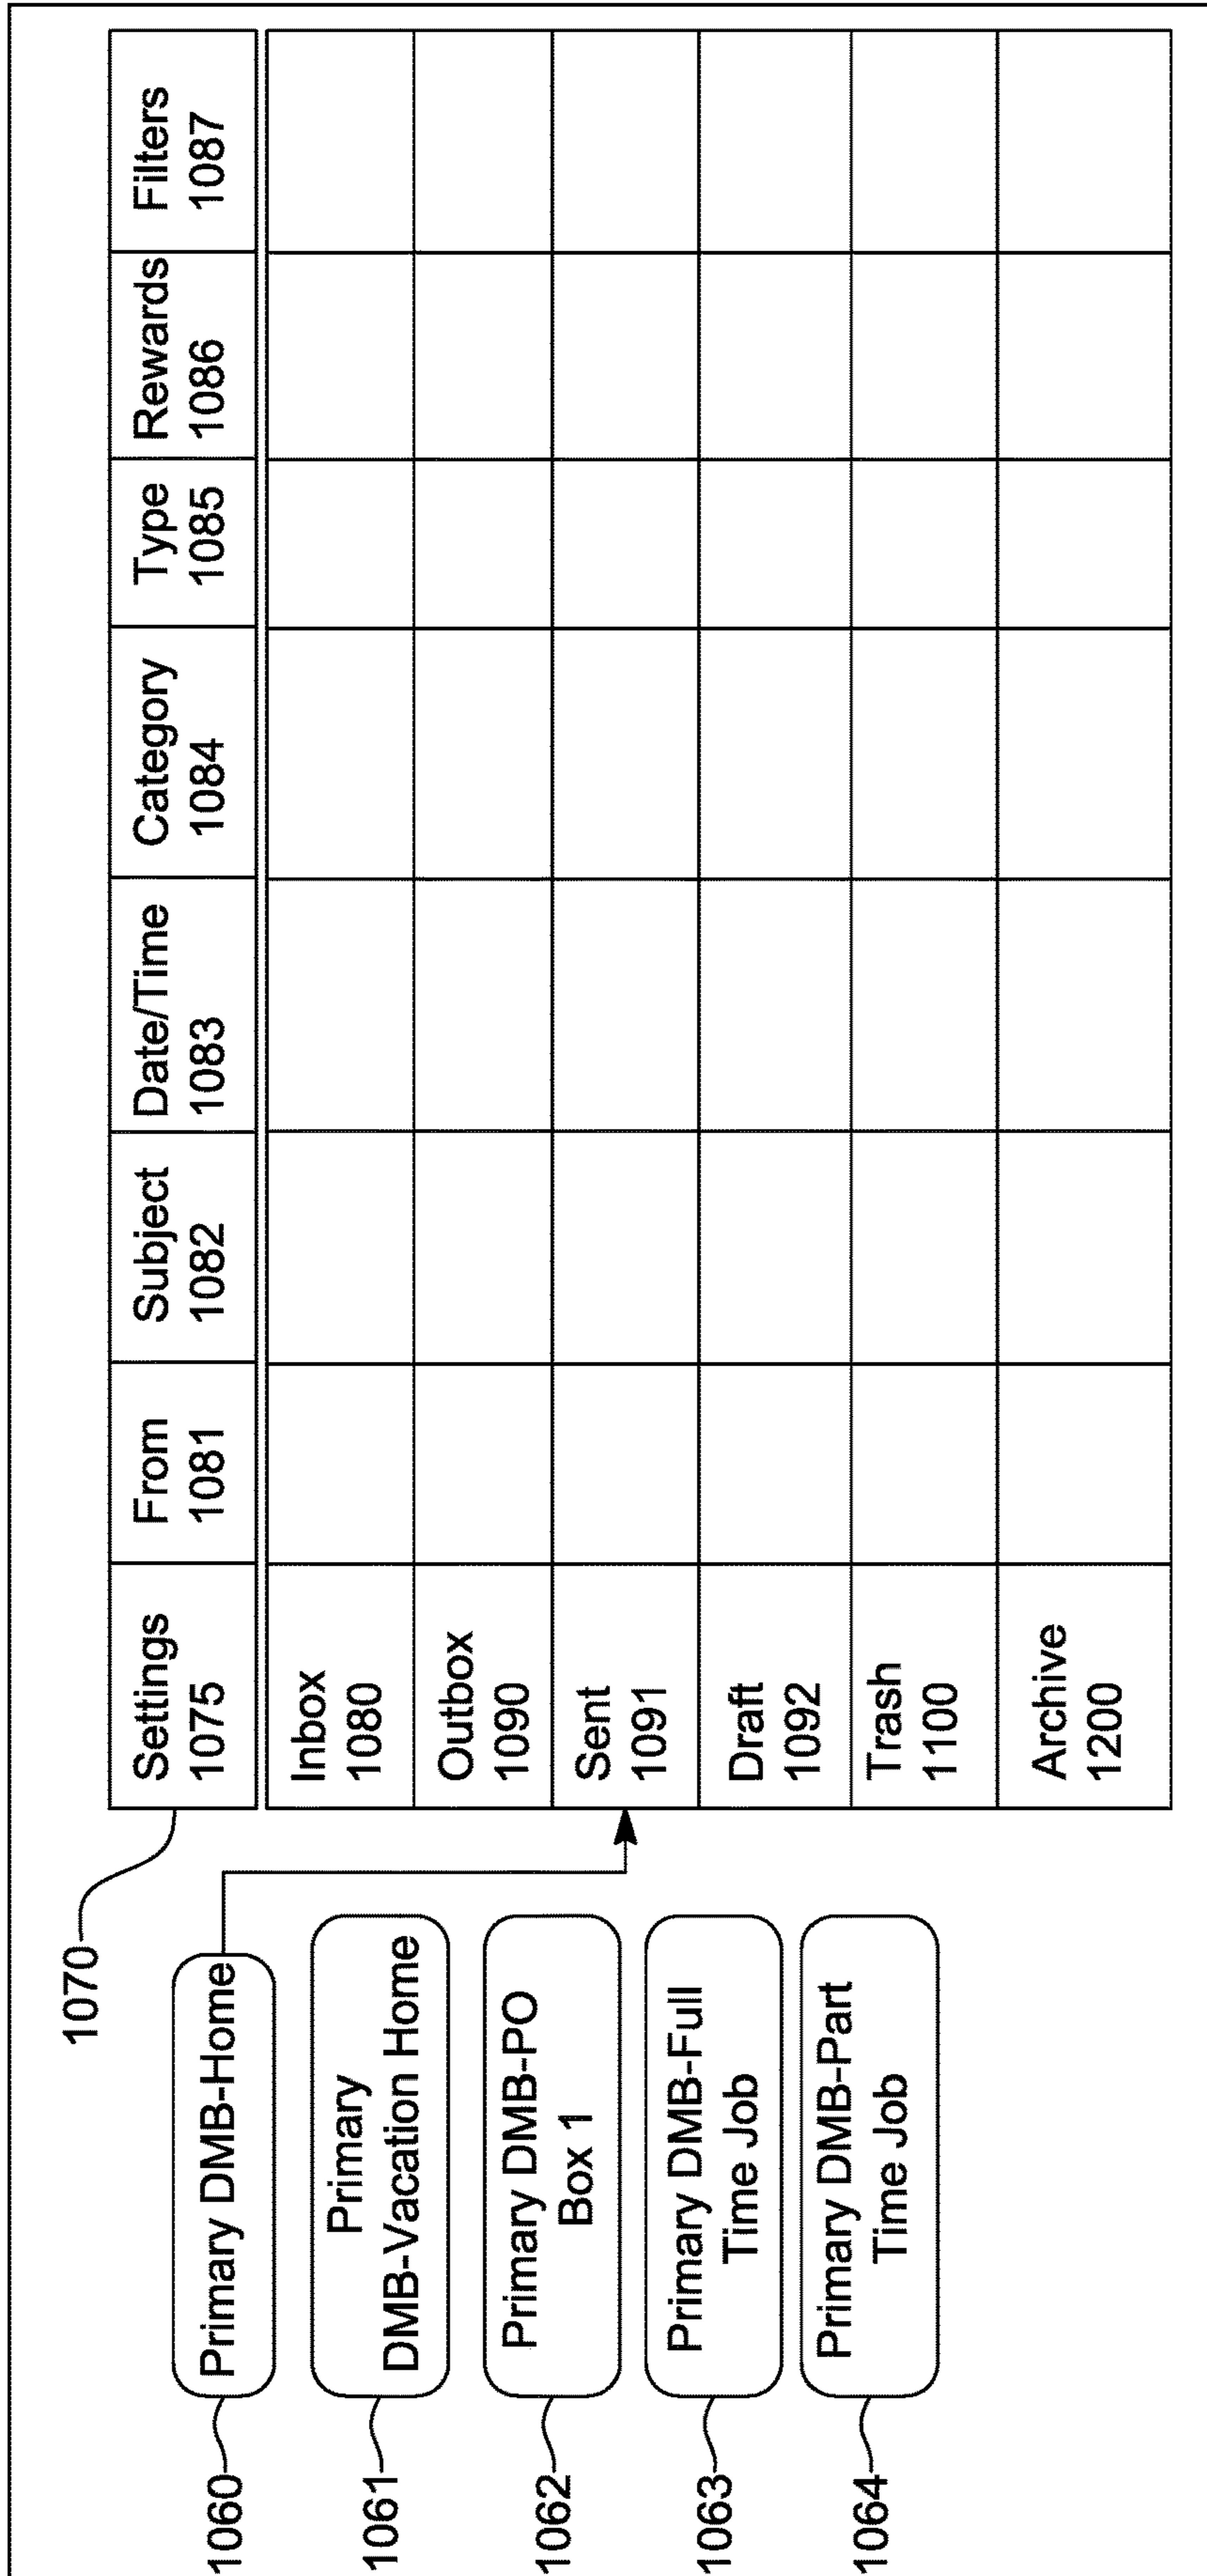 1070
Settings
1075
From
1081
Subject
1082
Date/Time
1083
Category
1084
Type
1085
Rewards
1086
Filters
1087
Inbox
1080
Outbox
1090
Sent
1091
Draft
1092
Trash
1100
Archive
1200
1060
Primary DMB-Home
1061
Primary
DMB-Vacation Home
1062
Primary DMB-PO
Box 1
1063
Primary DMB-Full
Time Job
1064
Primary DMB-Part
Time Job